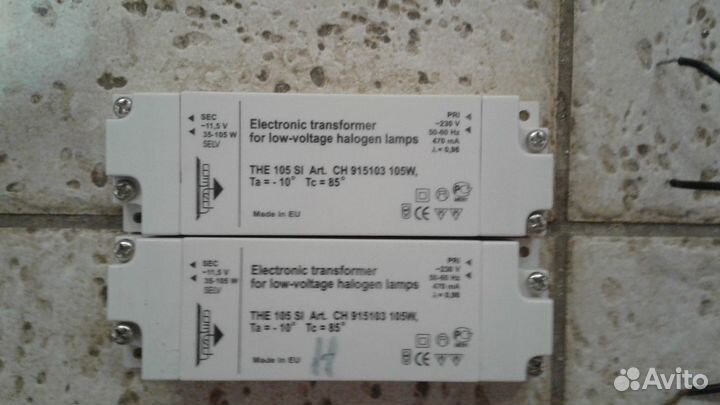 SEC
~11,5 V
35-105 W
SELV
Electronic transformer
for low-voltage halogen lamps
THE 105 SI Art. CH 915103 105W,
Ta = - 10° Tc = 85°
Made in EU
PRI
~230 V
50-60 Hz
470 mA
λ = 0,96
CE
SEC
~11,5 V
35-105 W
SELV
Electronic transformer
for low-voltage halogen lamps
THE 105 SI Art. CH 915103 105W,
Ta = - 10° Tc = 85°
Made in EU
H
PRI
~230 V
50-60 Hz
470 mA
λ = 0,96
CE
Avito